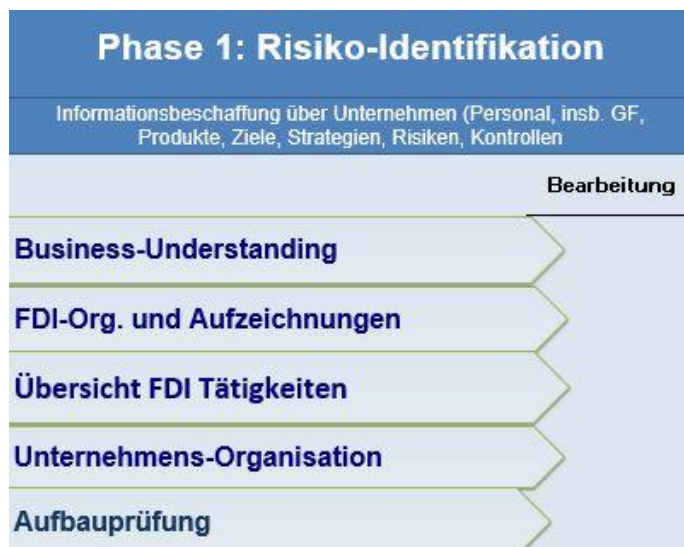 Phase 1: Risiko-Identifikation
Informationsbeschaffung über Unternehmen (Personal, insb. GF,
Produkte, Ziele, Strategien, Risiken, Kontrollen
Bearbeitung
Business-Understanding
FDI-Org. und Aufzeichnungen
Übersicht FDI Tätigkeiten
Unternehmens-Organisation
Aufbauprüfung